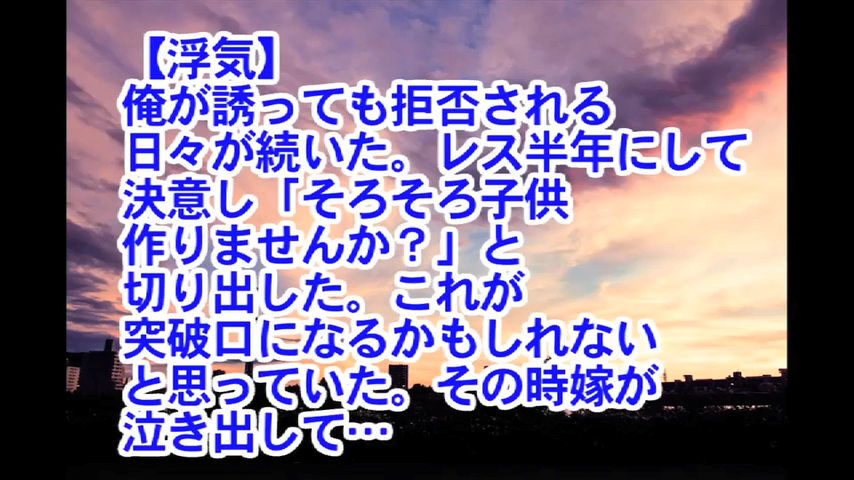 【浮気】
俺が誘っても拒否される
日々が続いた。レス半年にして
決意し「そろそろ子供
作りませんか？」と
切り出した。これが
突破口になるかもしれない
と思っていた。その時嫁が
泣き出して…